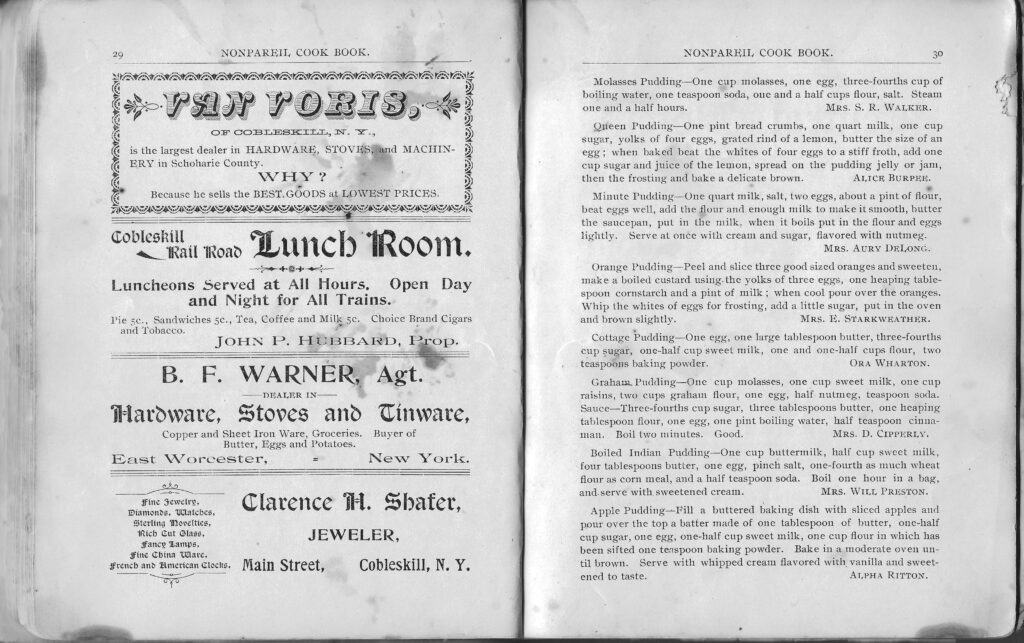 29 NONPAREIL COOK BOOK.
VAN VORIS,
OF COBLESKILL, N. Y.,
is the largest dealer in HARDWARE, STOVES, and MACHIN-
ERY in Schoharie County.
WHY?
Because he sells the BEST GOODS at LOWEST PRICES.
Cobleskill
Rail Road Lunch Room.
Luncheons Served at All Hours. Open Day
and Night for All Trains.
Pie 5c., Sandwiches 5c., Tea, Coffee and Milk 5c. Choice Brand Cigars
and Tobacco.
JOHN P. HUBBARD, Prop.
B. F. WARNER, Agt.
—DEALER IN—
Hardware, Stoves and Tinware,
Copper and Sheet Iron Ware, Groceries. Buyer of
Butter, Eggs and Potatoes.
East Worcester, = New York.
Fine Jewelry,
Diamonds, Watches,
Sterling Novelties,
Rich Cut Glass,
Fancy Lamps,
Fine China Ware,
French and American Clocks.
Clarence H. Shafer,
JEWELER,
Main Street, Cobleskill, N. Y.
NONPAREIL COOK BOOK. 30
Molasses Pudding—One cup molasses, one egg, three-fourths cup of
boiling water, one teaspoon soda, one and a half cups flour, salt. Steam
one and a half hours. MRS. S. R. WALKER.
Queen Pudding—One pint bread crumbs, one quart milk, one cup
sugar, yolks of four eggs, grated rind of a lemon, butter the size of an
egg; when baked beat the whites of four eggs to a stiff froth, add one
cup sugar and juice of the lemon, spread on the pudding jelly or jam,
then the frosting and bake a delicate brown. ALICE BURPEE.
Minute Pudding—One quart milk, salt, two eggs, about a pint of flour,
beat eggs well, add the flour and enough milk to make it smooth, butter
the saucepan, put in the milk, when it boils put in the flour and eggs
lightly. Serve at once with cream and sugar, flavored with nutmeg.
MRS. AURY DELONG.
Orange Pudding—Peel and slice three good sized oranges and sweeten,
make a boiled custard using the yolks of three eggs, one heaping table-
spoon cornstarch and a pint of milk; when cool pour over the oranges.
Whip the whites of eggs for frosting, add a little sugar, put in the oven
and brown slightly. MRS. E. STARKWEATHER.
Cottage Pudding—One egg, one large tablespoon butter, three-fourths
cup sugar, one-half cup sweet milk, one and one-half cups flour, two
teaspoons baking powder. ORA WHARTON.
Graham Pudding—One cup molasses, one cup sweet milk, one cup
raisins, two cups graham flour, one egg, half nutmeg, teaspoon soda.
Sauce—Three-fourths cup sugar, three tablespoons butter, one heaping
tablespoon flour, one egg, one pint boiling water, half teaspoon cinna-
man. Boil two minutes. Good. MRS. D. CIPPERLY.
Boiled Indian Pudding—One cup buttermilk, half cup sweet milk,
four tablespoons butter, one egg, pinch salt, one-fourth as much wheat
flour as corn meal, and a half teaspoon soda. Boil one hour in a bag,
and serve with sweetened cream. MRS. WILL PRESTON.
Apple Pudding—Fill a buttered baking dish with sliced apples and
pour over the top a batter made of one tablespoon of butter, one-half
cup sugar, one egg, one-half cup sweet milk, one cup flour in which has
been sifted one teaspoon baking powder. Bake in a moderate oven un-
til brown. Serve with whipped cream flavored with vanilla and sweet-
ened to taste. ALPHA RITTON.